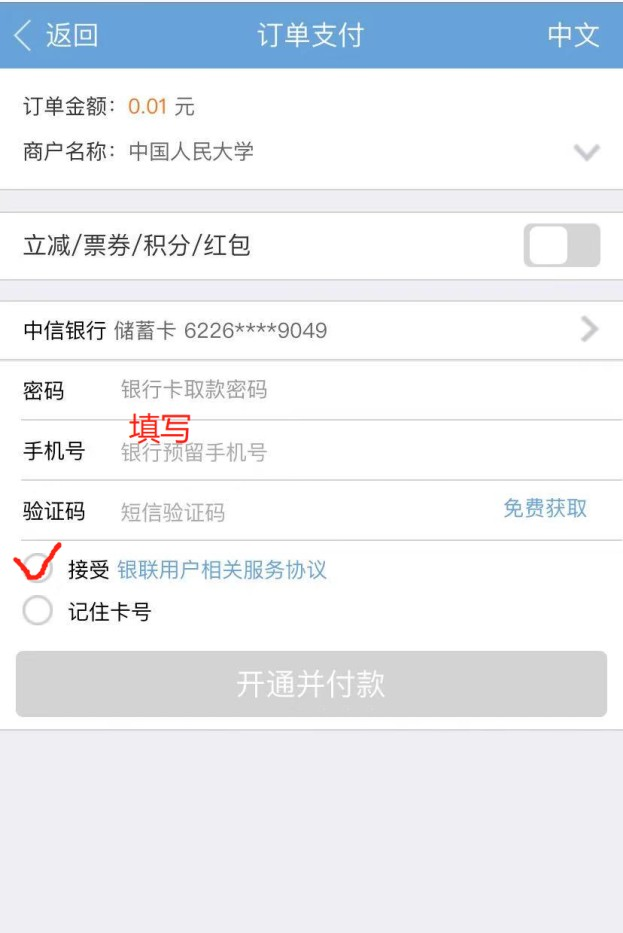 返回 订单支付 中文
订单金额：0.01 元
商户名称：中国人民大学
立减/票券/积分/红包
中信银行 储蓄卡 6226****9049
密码 银行卡取款密码
填写
手机号 银行预留手机号
验证码 短信验证码 免费获取
接受 银联用户相关服务协议
记住卡号
开通并付款